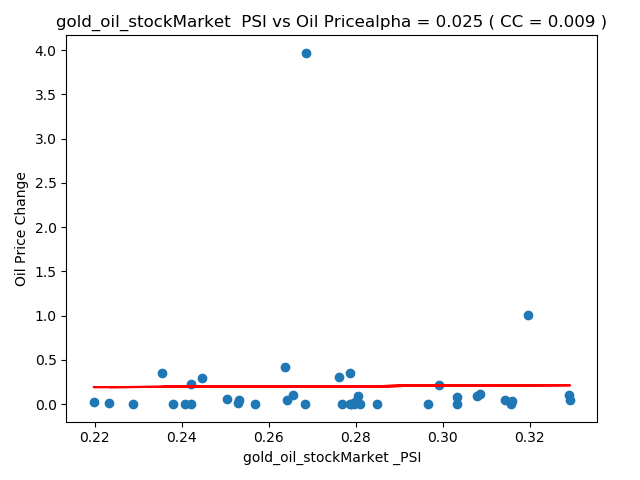 gold_oil_stockMarket  PSI vs Oil Pricealpha = 0.025 ( CC = 0.009 )
4.0
3.5
3.0
2.5
2.0
1.5
1.0
0.5
0.0
Oil Price Change
0.22 0.24 0.26 0.28 0.30 0.32
gold_oil_stockMarket _PSI